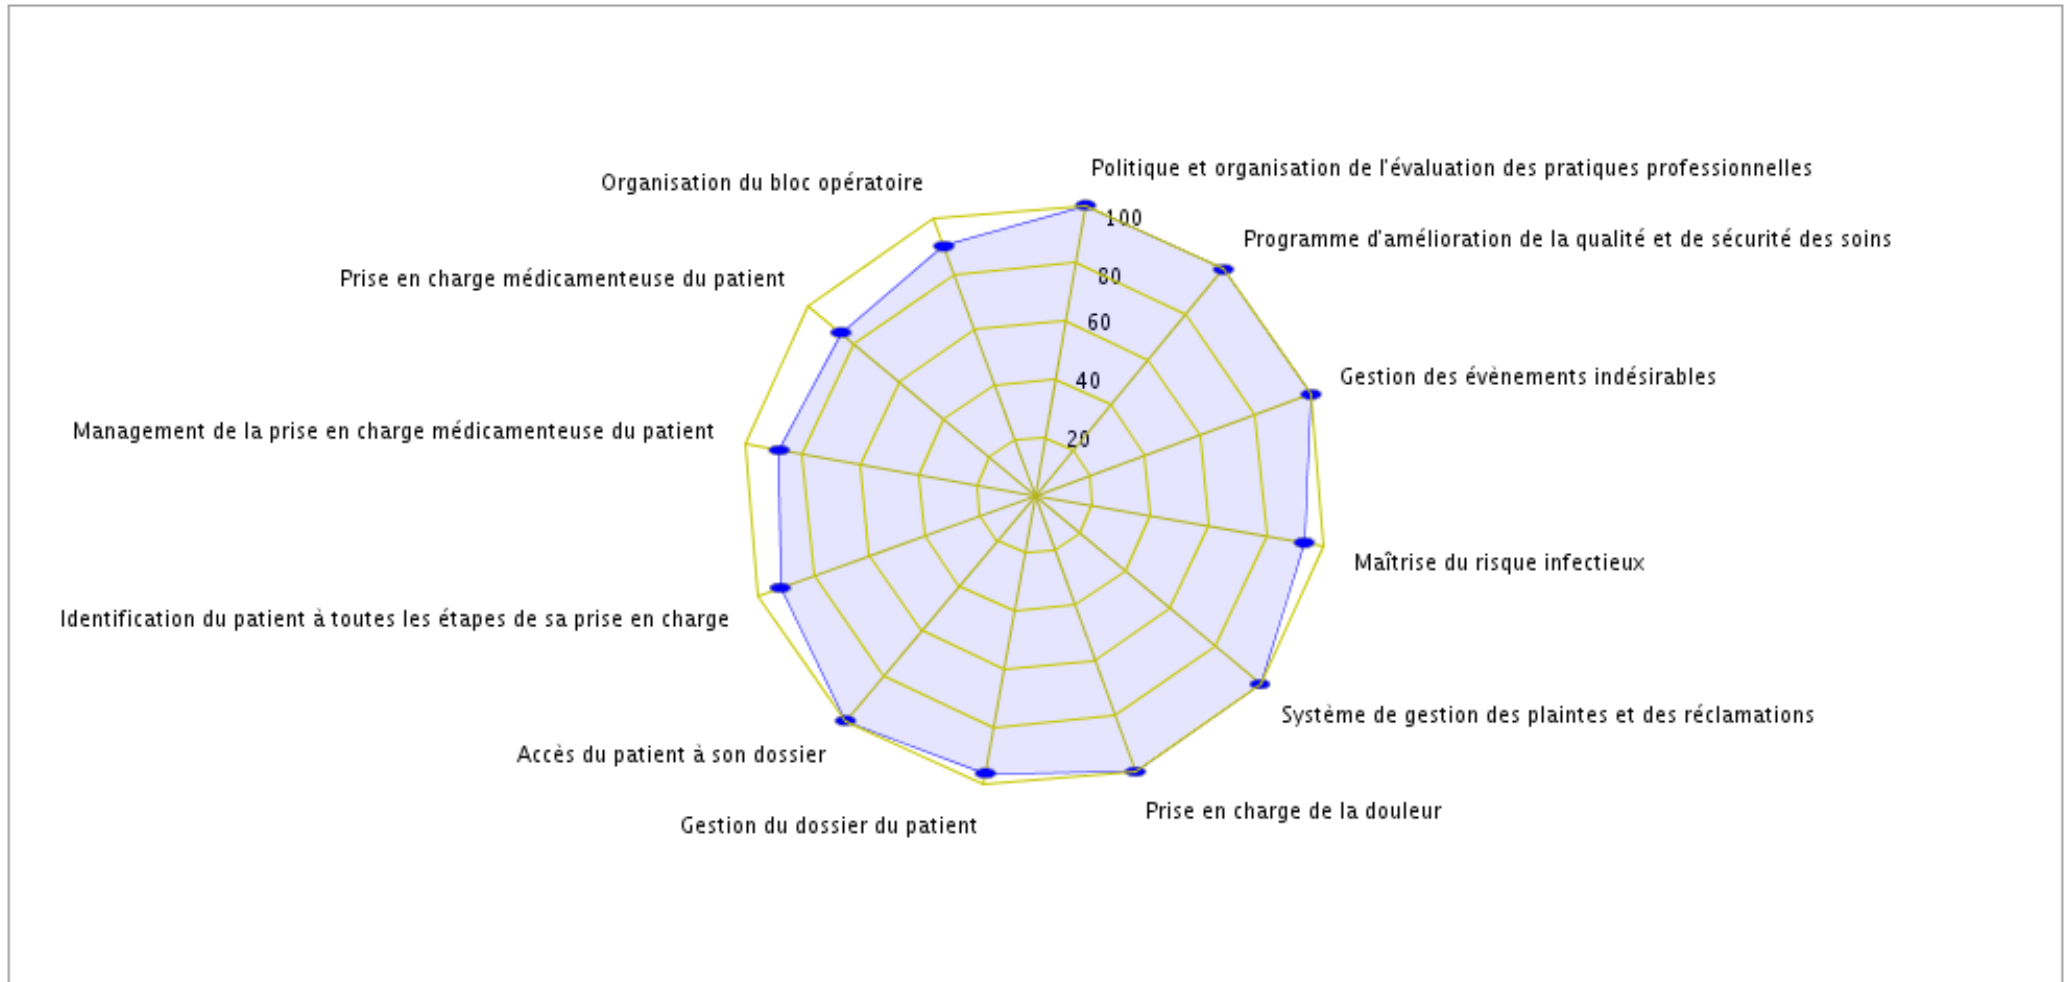 Politique et organisation de l'évaluation des pratiques professionnelles
Organisation du bloc opératoire
100
Programme d'amélioration de la qualité et de sécurité des soins
80
Prise en charge médicamenteuse du patient
60
Gestion des évènements indésirables
40
Management de la prise en charge médicamenteuse du patient
20
Maîtrise du risque infectieux
Identification du patient à toutes les étapes de sa prise en charge
Système de gestion des plaintes et des réclamations
Accès du patient à son dossier
Prise en charge de la douleur
Gestion du dossier du patient